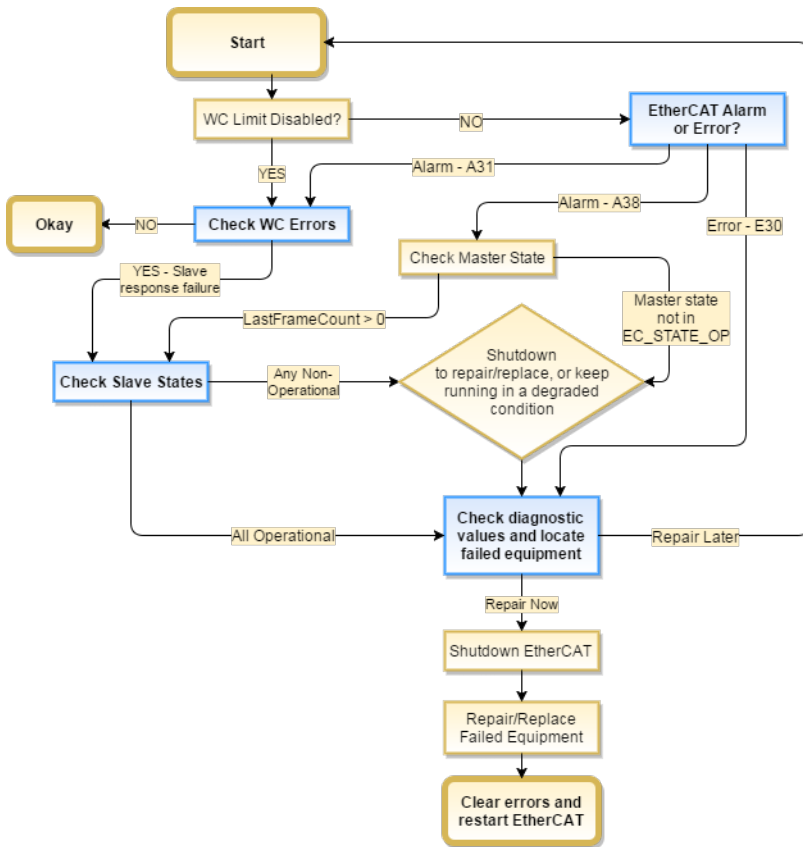 Start
WC Limit Disabled?
NO
EtherCAT Alarm
or Error?
YES
Alarm - A31
Alarm - A38
Error - E30
Okay
NO
Check WC Errors
Check Master State
YES - Slave
response failure
LastFrameCount > 0
Master state
not in
EC_STATE_OP
Check Slave States
Any Non-
Operational
Shutdown
to repair/replace, or keep
running in a degraded
condition
All Operational
Check diagnostic
values and locate
failed equipment
Repair Later
Repair Now
Shutdown EtherCAT
Repair/Replace
Failed Equipment
Clear errors and
restart EtherCAT